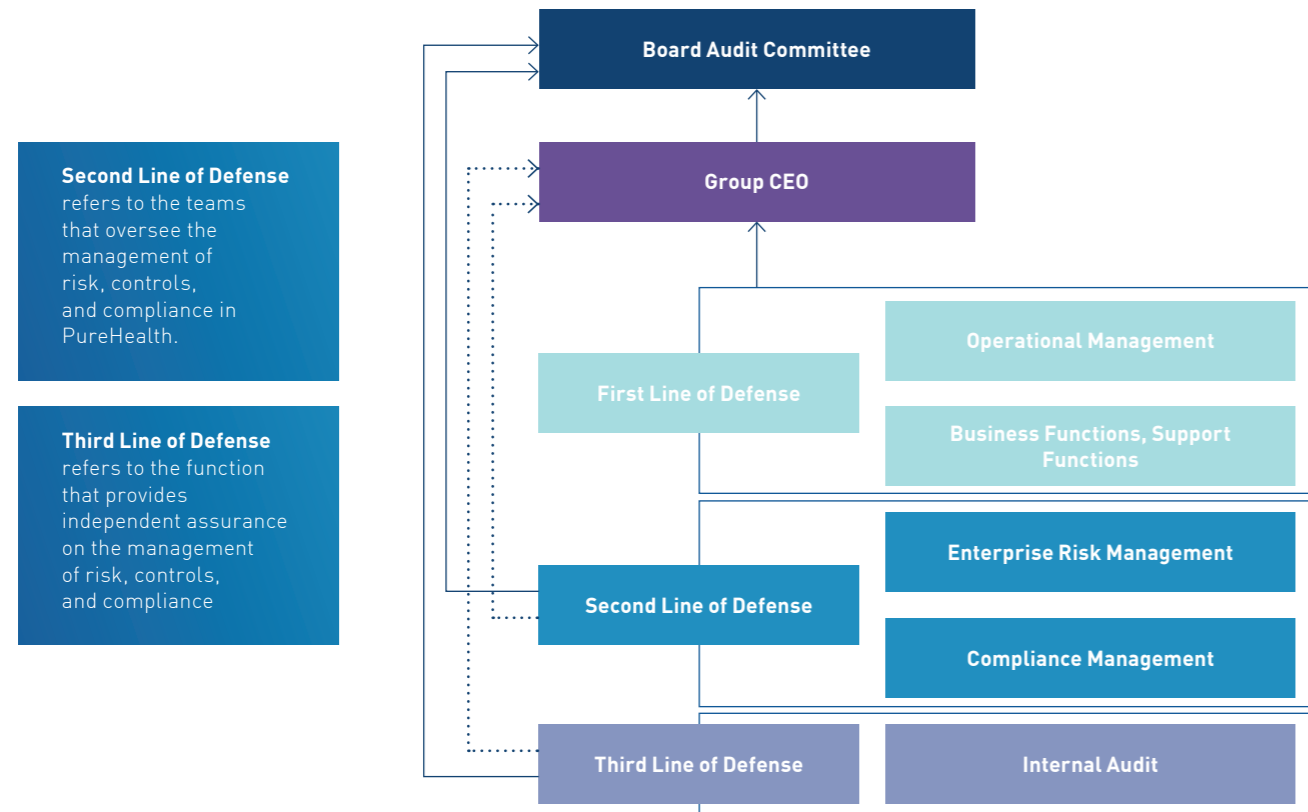 Board Audit Committee
Group CEO
Second Line of Defense
refers to the teams
that oversee the
management of
risk, controls,
and compliance in
PureHealth.
Third Line of Defense
refers to the function
that provides
independent assurance
on the management
of risk, controls,
and compliance
First Line of Defense
Operational Management
Business Functions, Support
Functions
Second Line of Defense
Enterprise Risk Management
Compliance Management
Third Line of Defense
Internal Audit